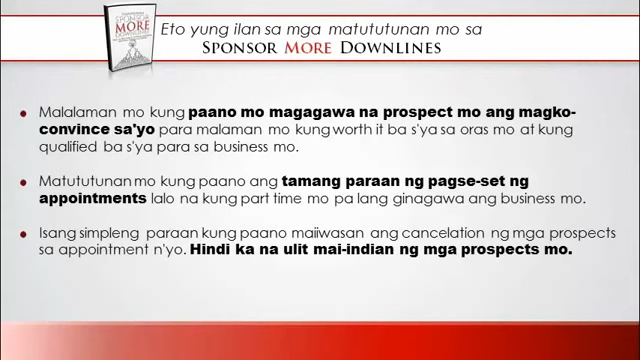 SPONSOR
MORE
DOWNLINES
Eto yung ilan sa mga matututunan mo sa
SPONSOR MORE DOWNLINES
Malalaman mo kung paano mo magagawa na prospect mo ang magko-
convince sa'yo para malaman mo kung worth it ba s'ya sa oras mo at kung
qualified ba s'ya para sa business mo.
Matututunan mo kung paano ang tamang paraan ng pagse-set ng
appointments lalo na kung part time mo pa lang ginagawa ang business mo.
Isang simpleng paraan kung paano maiiwasan ang cancelation ng mga prospects
sa appointment n'yo. Hindi ka na ulit mai-indian ng mga prospects mo.